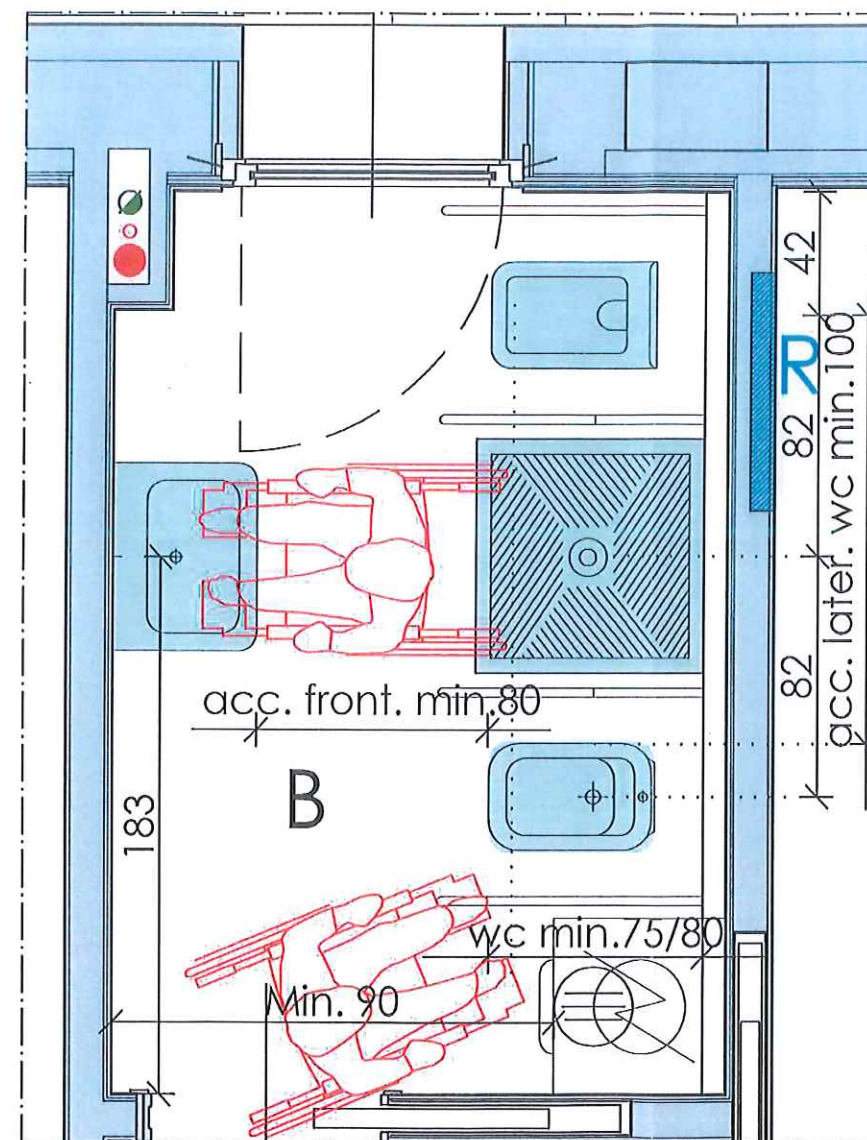 42
R
82
acc. later. wc min.100
82
acc. front. min.80
183
B
wc min.75/80
Min. 90